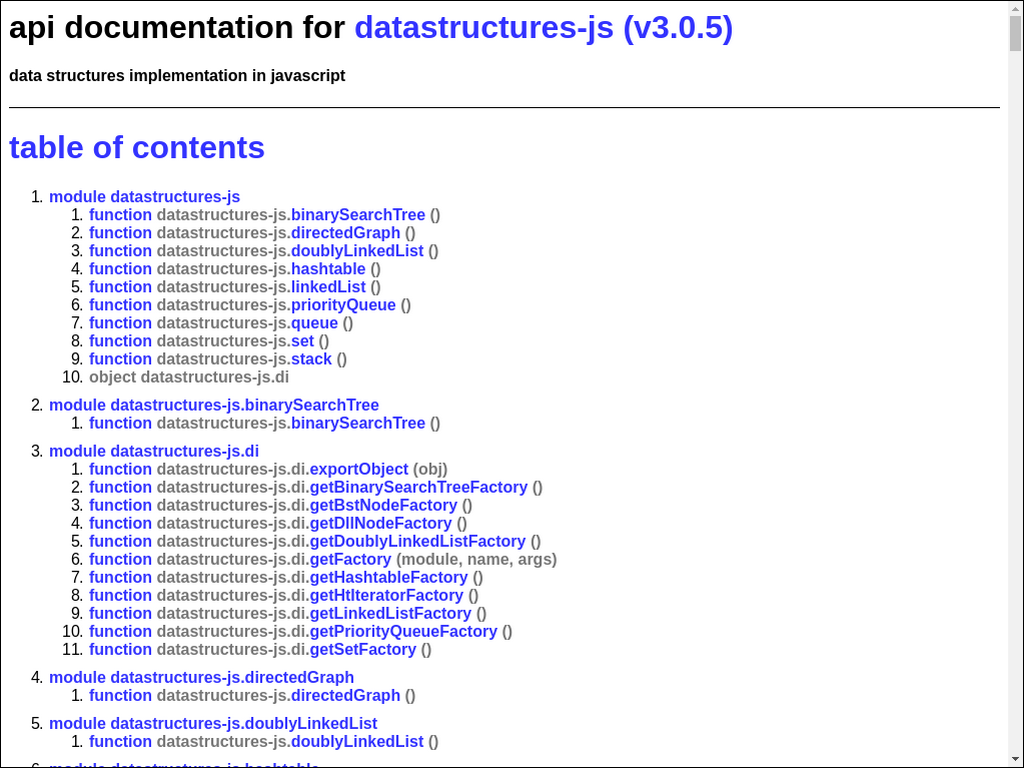 api documentation for datastructures-js (v3.0.5)
data structures implementation in javascript
table of contents
1. module datastructures-js
1. function datastructures-js.binarySearchTree ()
2. function datastructures-js.directedGraph ()
3. function datastructures-js.doublyLinkedList ()
4. function datastructures-js.hashtable ()
5. function datastructures-js.linkedList ()
6. function datastructures-js.priorityQueue ()
7. function datastructures-js.queue ()
8. function datastructures-js.set ()
9. function datastructures-js.stack ()
10. object datastructures-js.di
2. module datastructures-js.binarySearchTree
1. function datastructures-js.binarySearchTree ()
3. module datastructures-js.di
1. function datastructures-js.di.exportObject (obj)
2. function datastructures-js.di.getBinarySearchTreeFactory ()
3. function datastructures-js.di.getBstNodeFactory ()
4. function datastructures-js.di.getDllNodeFactory ()
5. function datastructures-js.di.getDoublyLinkedListFactory ()
6. function datastructures-js.di.getFactory (module, name, args)
7. function datastructures-js.di.getHashtableFactory ()
8. function datastructures-js.di.getHtIteratorFactory ()
9. function datastructures-js.di.getLinkedListFactory ()
10. function datastructures-js.di.getPriorityQueueFactory ()
11. function datastructures-js.di.getSetFactory ()
4. module datastructures-js.directedGraph
1. function datastructures-js.directedGraph ()
5. module datastructures-js.doublyLinkedList
1. function datastructures-js.doublyLinkedList ()
6. module datastructures-js.hashtable